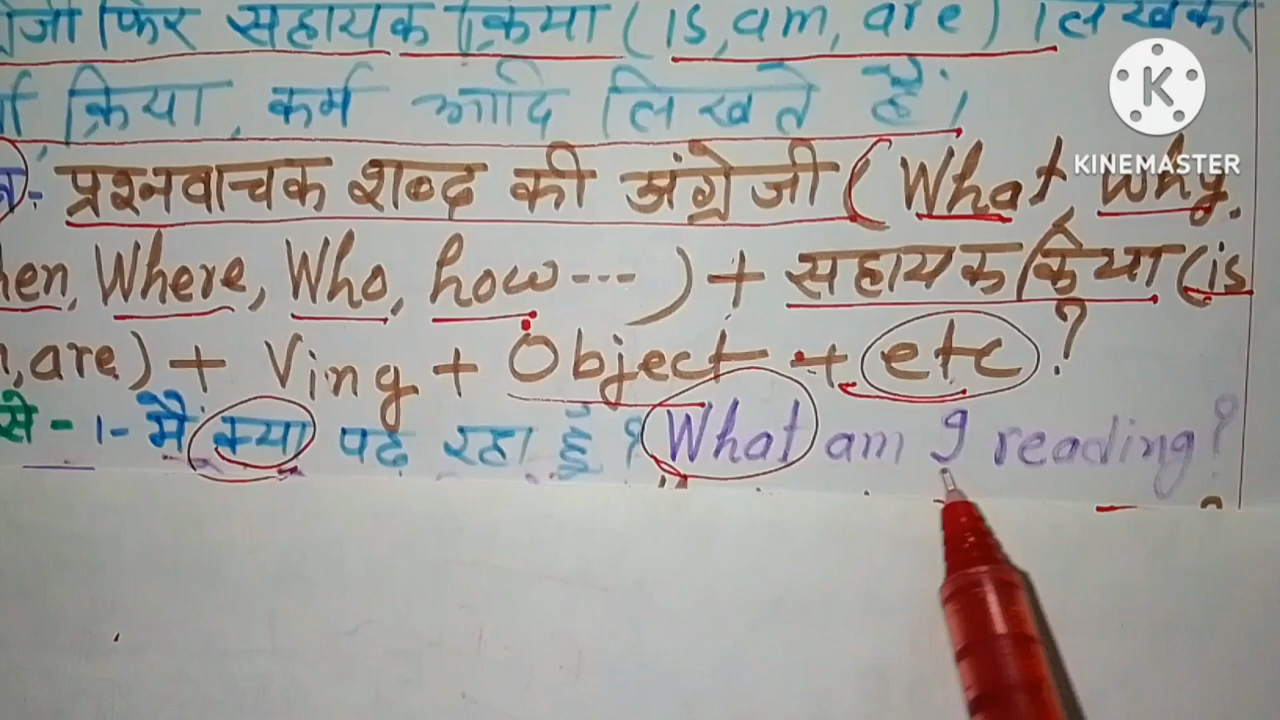 फिर सहायक क्रिया (is, am, are) लिखकर
क्रिया, कर्म आदि लिखते हैं।
K
KINEMASTER
:- प्रश्नवाचक शब्द की अंग्रेजी (What, Why,
hen, Where, Who, how---) + सहायक क्रिया (is
,are) + Ving + Object + etc?
से - 1- मैं क्या पढ़ रहा हूँ? What am I reading?